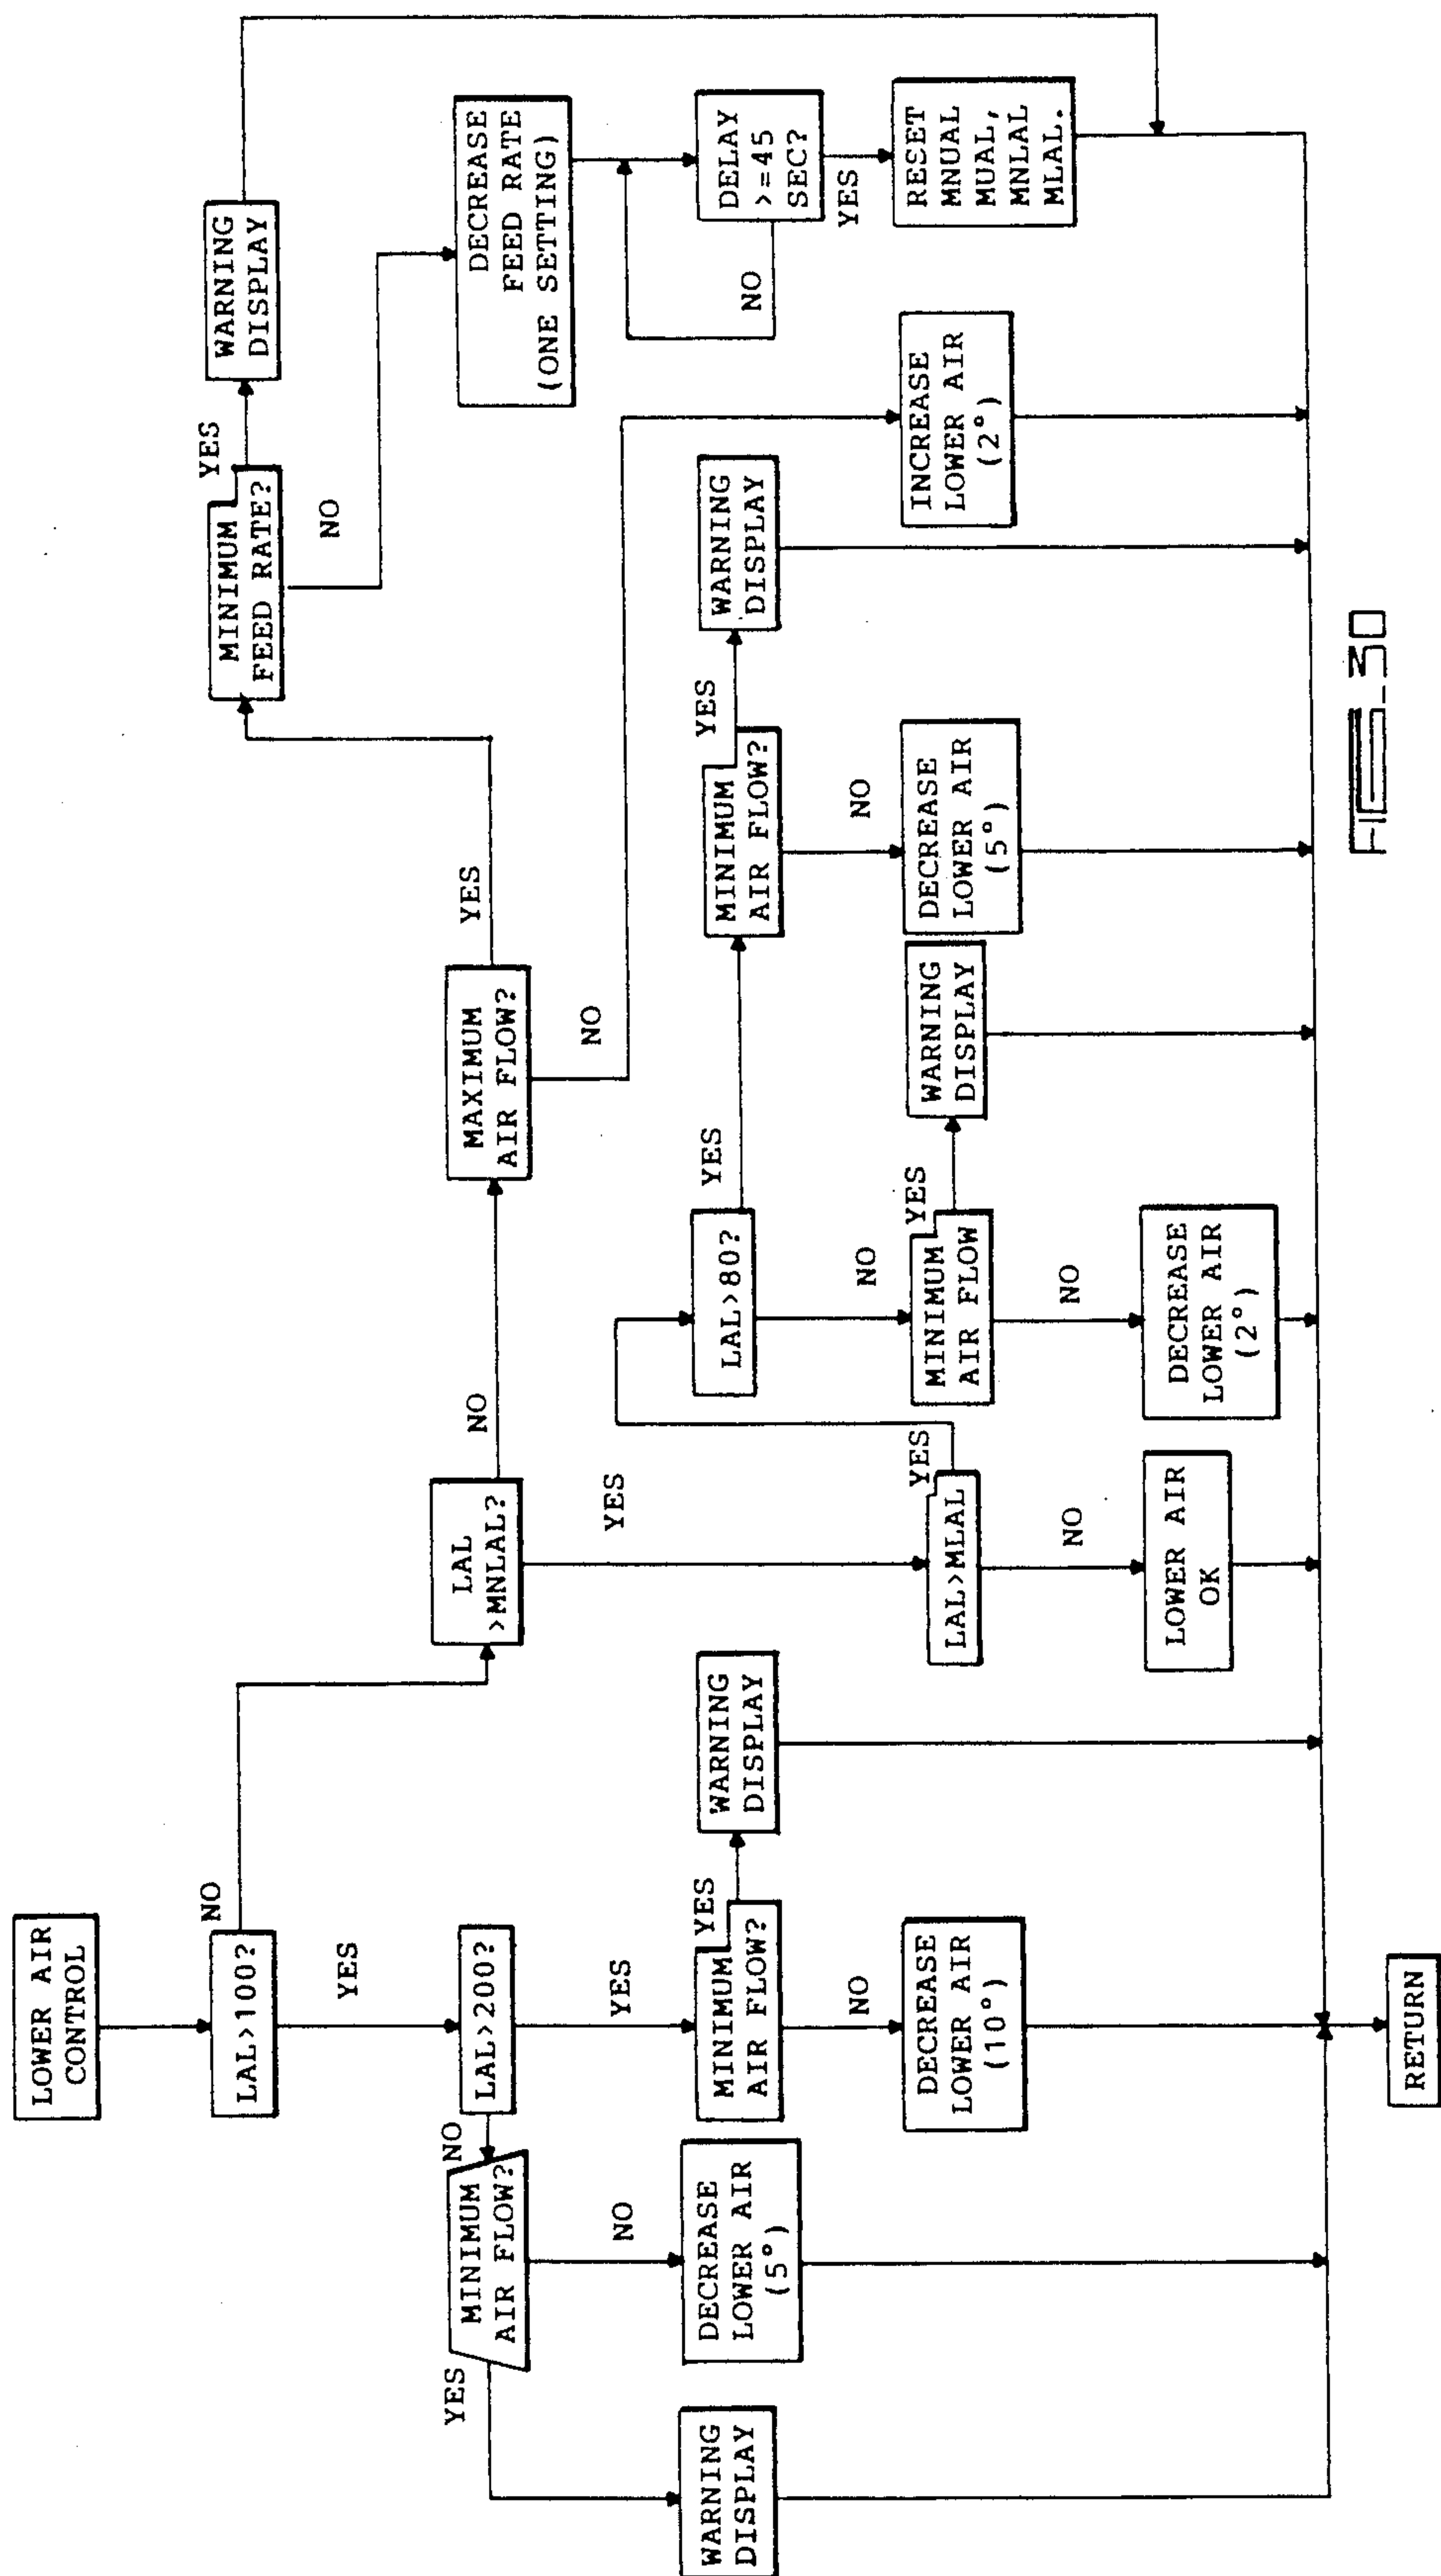 LOWER AIR
CONTROL
LAL>100?
NO
YES
LAL>200?
NO
YES
MINIMUM
AIR FLOW?
YES
NO
WARNING
DISPLAY
DECREASE
LOWER AIR
(5°)
MINIMUM
AIR FLOW?
YES
NO
WARNING
DISPLAY
DECREASE
LOWER AIR
(10°)
LAL
>MNLAL?
NO
YES
LAL>MLAL
YES
NO
LOWER AIR
OK
LAL>80?
YES
NO
MINIMUM
AIR FLOW
YES
NO
WARNING
DISPLAY
DECREASE
LOWER AIR
(2°)
MINIMUM
AIR FLOW?
YES
NO
WARNING
DISPLAY
DECREASE
LOWER AIR
(5°)
MAXIMUM
AIR FLOW?
YES
NO
INCREASE
LOWER AIR
(2°)
MINIMUM
FEED RATE?
YES
NO
WARNING
DISPLAY
DECREASE
FEED RATE
(ONE SETTING)
DELAY
>=45
SEC?
NO
YES
RESET
MNUAL
MUAL,
MNLAL
MLAL.
RETURN
FIG_30